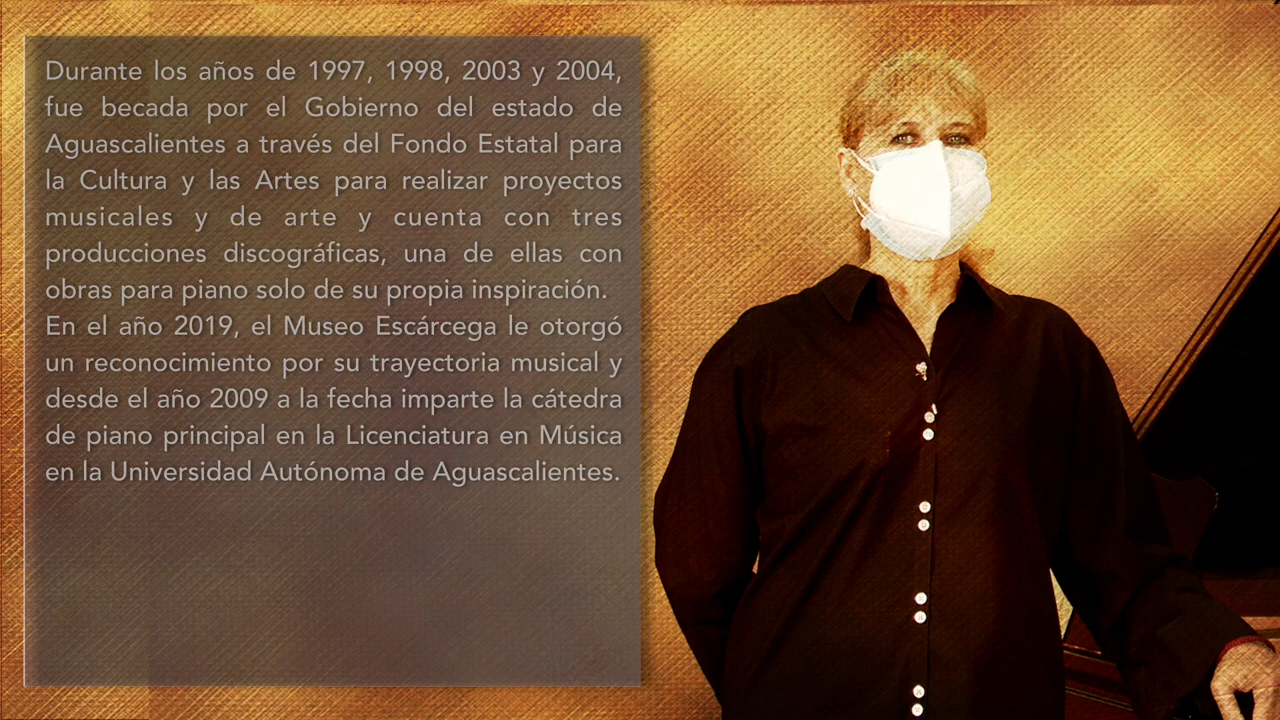 Durante los años de 1997, 1998, 2003 y 2004,
fue becada por el Gobierno del estado de
Aguascalientes a través del Fondo Estatal para
la Cultura y las Artes para realizar proyectos
musicales y de arte y cuenta con tres
producciones discográficas, una de ellas con
obras para piano solo de su propia inspiración.
En el año 2019, el Museo Escárcega le otorgó
un reconocimiento por su trayectoria musical y
desde el año 2009 a la fecha imparte la cátedra
de piano principal en la Licenciatura en Música
en la Universidad Autónoma de Aguascalientes.